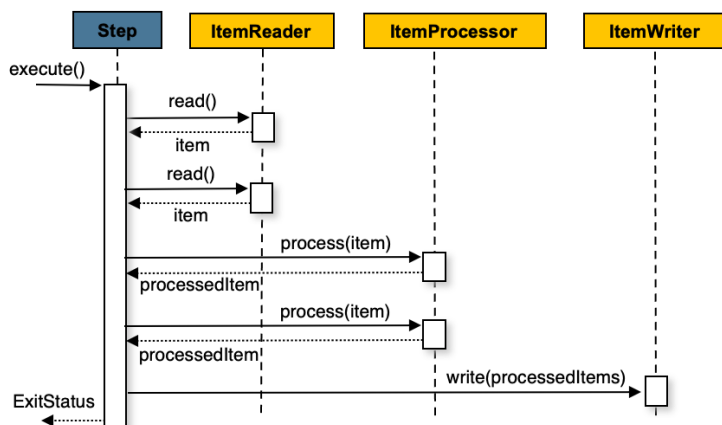 Step
ItemReader
ItemProcessor
ItemWriter
execute()
read()
item
read()
item
process(item)
processedItem
process(item)
processedItem
write(processedItems)
ExitStatus